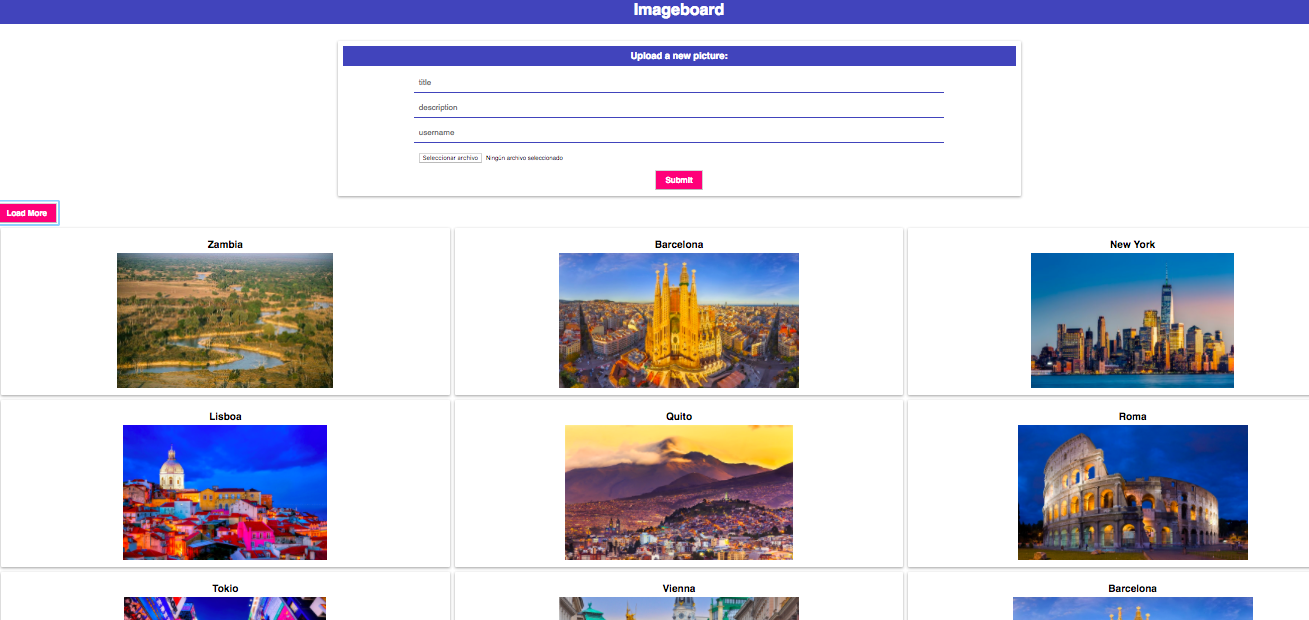 Imageboard
Upload a new picture:
title
description
username
Seleccionar archivo Ningún archivo seleccionado
Submit
Load More
Zambia
Barcelona
New York
Lisboa
Quito
Roma
Tokio
Vienna
Barcelona